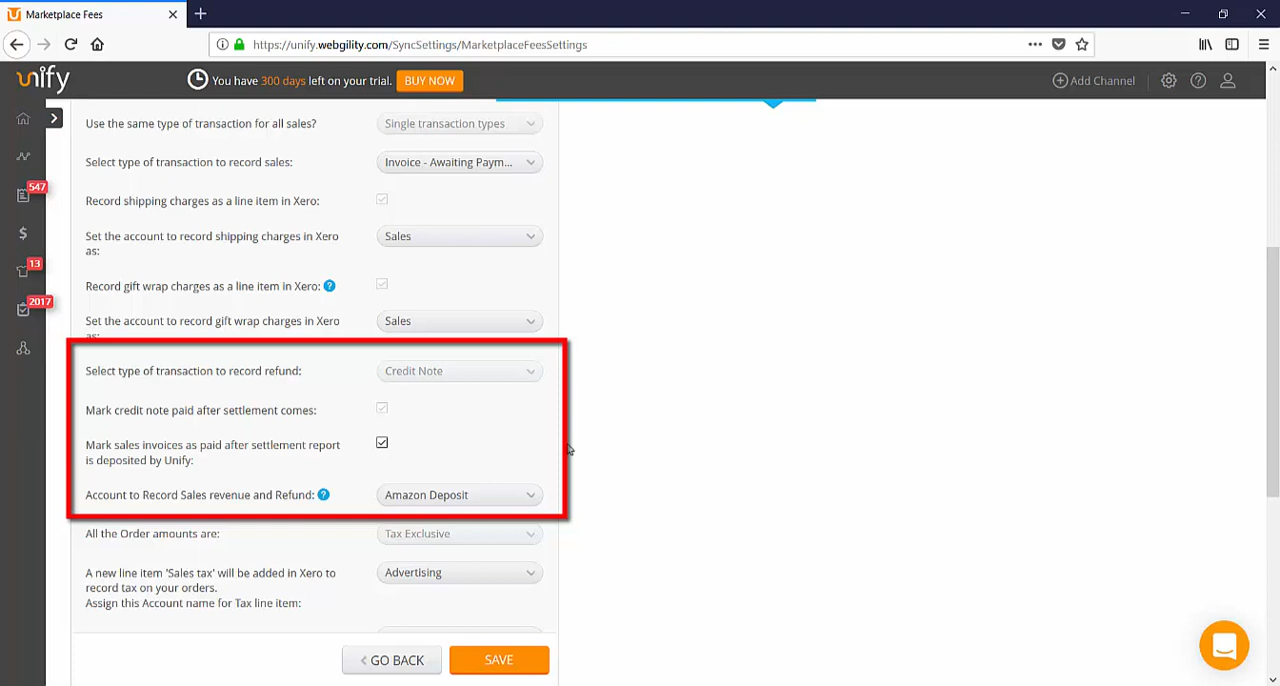 Marketplace Fees
https://unify.webgility.com/SyncSettings/MarketplaceFeesSettings
unify
You have 300 days left on your trial.
BUY NOW
Add Channel
Use the same type of transaction for all sales?
Single transaction types
Select type of transaction to record sales:
Invoice - Awaiting Paym...
547
Record shipping charges as a line item in Xero:
Set the account to record shipping charges in Xero
as:
Sales
13
Record gift wrap charges as a line item in Xero: ?
2017
Set the account to record gift wrap charges in Xero
as:
Sales
Select type of transaction to record refund:
Credit Note
Mark credit note paid after settlement comes:
Mark sales invoices as paid after settlement report
is deposited by Unify:
Account to Record Sales revenue and Refund: ?
Amazon Deposit
All the Order amounts are:
Tax Exclusive
A new line item 'Sales tax' will be added in Xero to
record tax on your orders.
Assign this Account name for Tax line item:
Advertising
GO BACK
SAVE